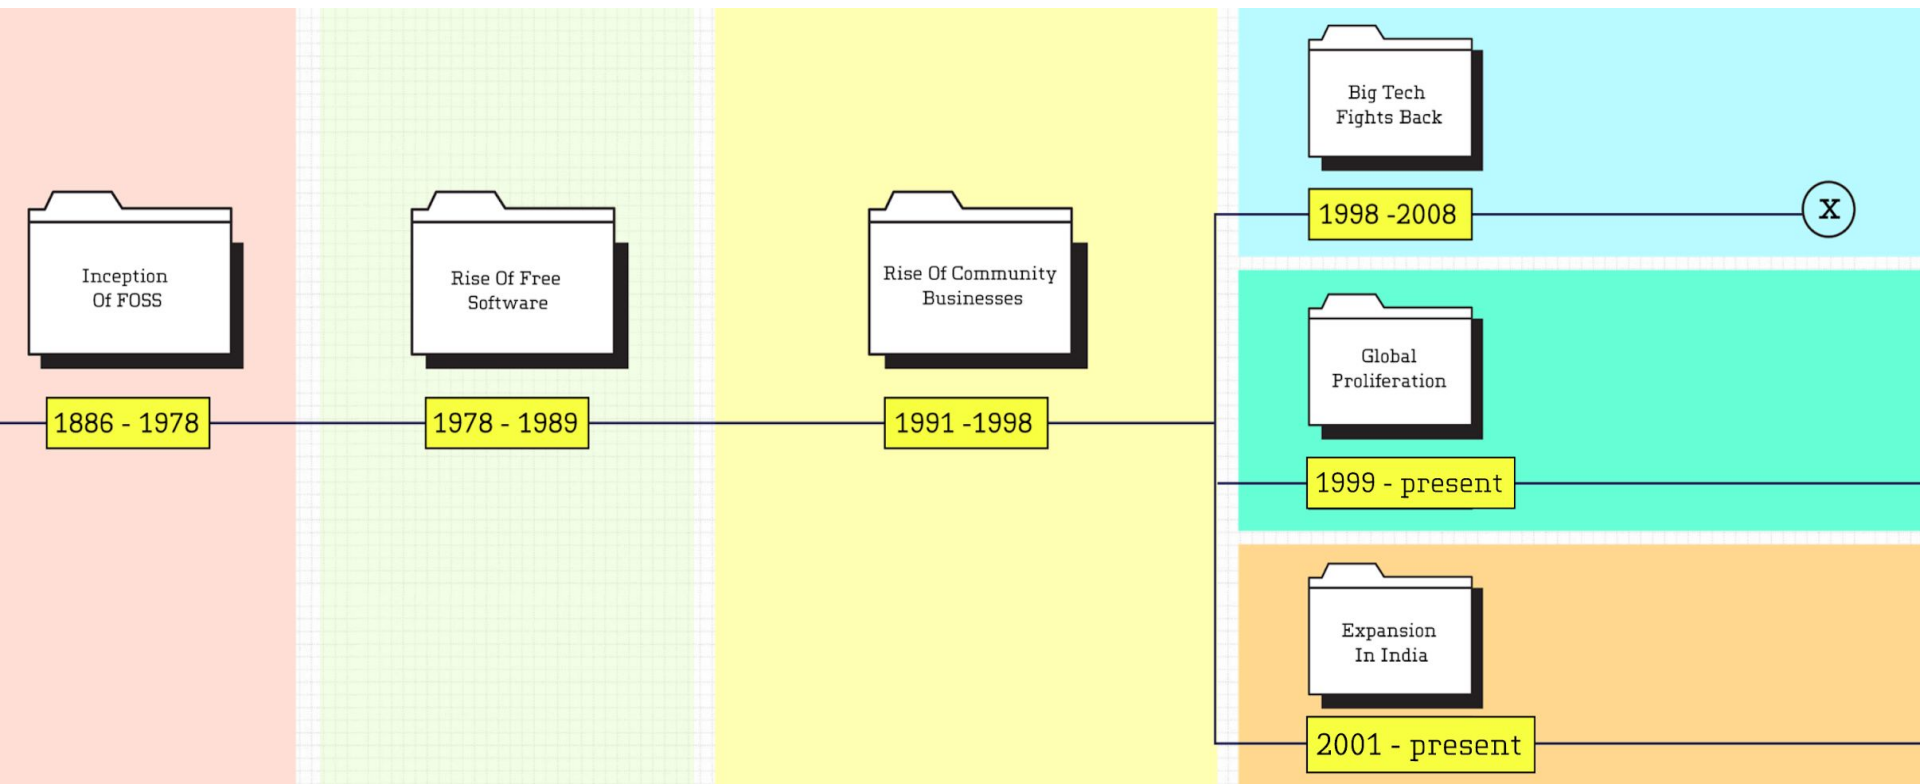 Inception
Of FOSS
1886 - 1978
Rise Of Free
Software
1978 - 1989
Rise Of Community
Businesses
1991 -1998
Big Tech
Fights Back
1998 -2008
X
Global
Proliferation
1999 - present
Expansion
In India
2001 - present